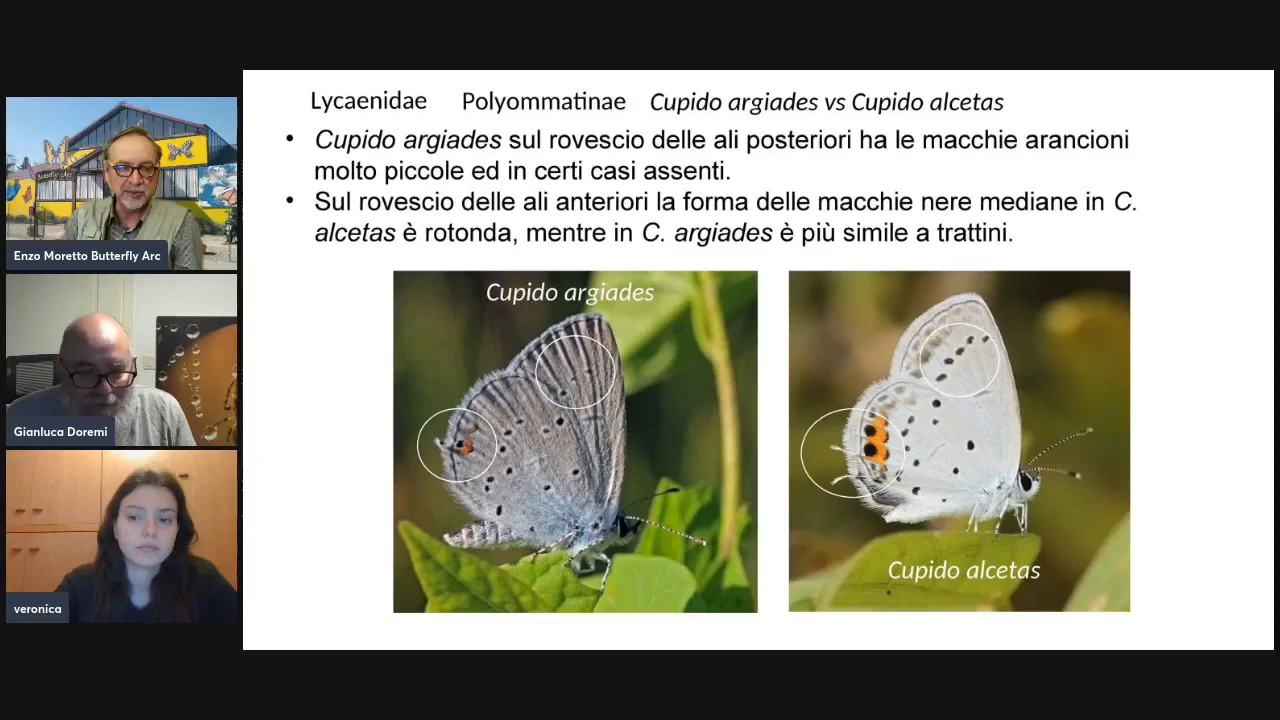 Lycaenidae Polyommatinae Cupido argiades vs Cupido alcetas
• Cupido argiades sul rovescio delle ali posteriori ha le macchie arancioni
molto piccole ed in certi casi assenti.
• Sul rovescio delle ali anteriori la forma delle macchie nere mediane in C.
alcetas è rotonda, mentre in C. argiades è più simile a trattini.
Cupido argiades
Cupido alcetas
Butterfly Arc
Enzo Moretto Butterfly Arc
Gianluca Doremi
veronica